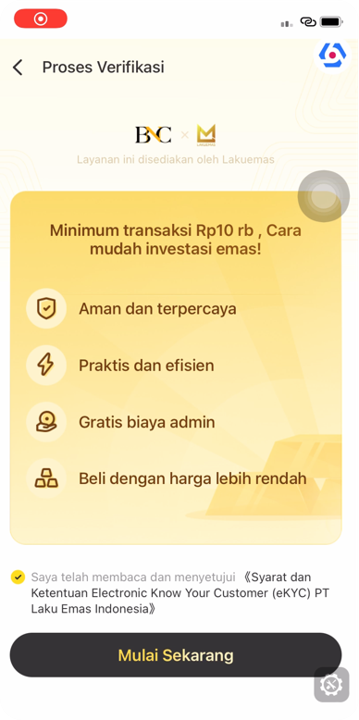 Proses Verifikasi
BNC × M
Layanan ini disediakan oleh Lakuemas
Minimum transaksi Rp10 rb , Cara
mudah investasi emas!
Aman dan terpercaya
Praktis dan efisien
Gratis biaya admin
Beli dengan harga lebih rendah
Saya telah membaca dan menyetujui 《Syarat dan
Ketentuan Electronic Know Your Customer (eKYC) PT
Laku Emas Indonesia》
Mulai Sekarang